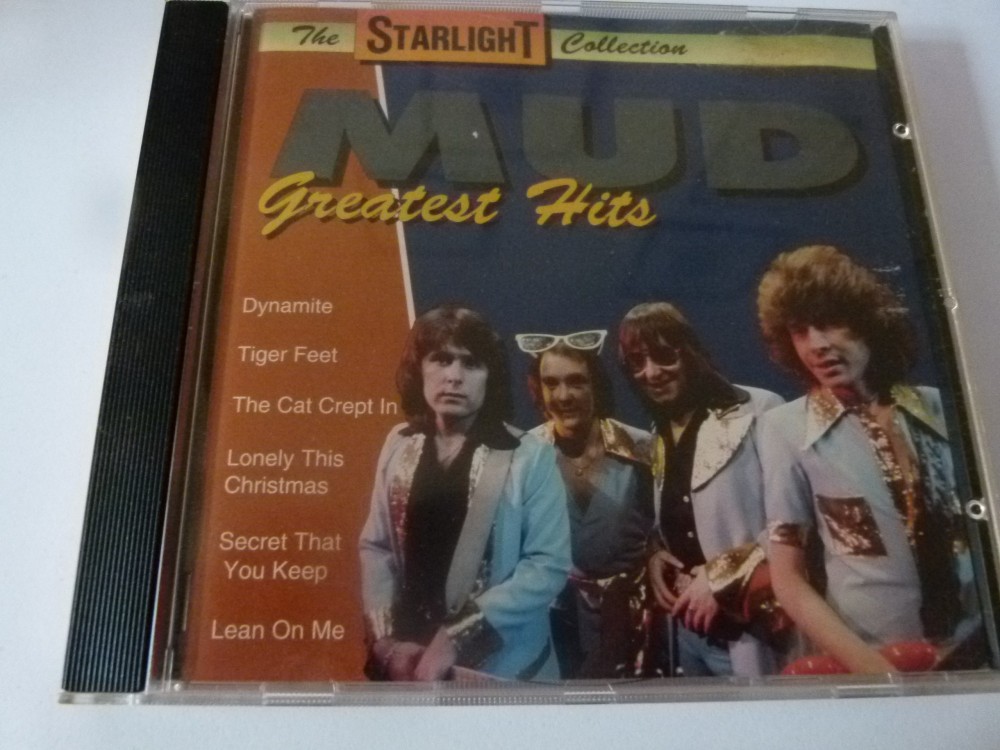 The STARLIGHT Collection
MUD
Greatest Hits
Dynamite
Tiger Feet
The Cat Crept In
Lonely This
Christmas
Secret That
You Keep
Lean On Me